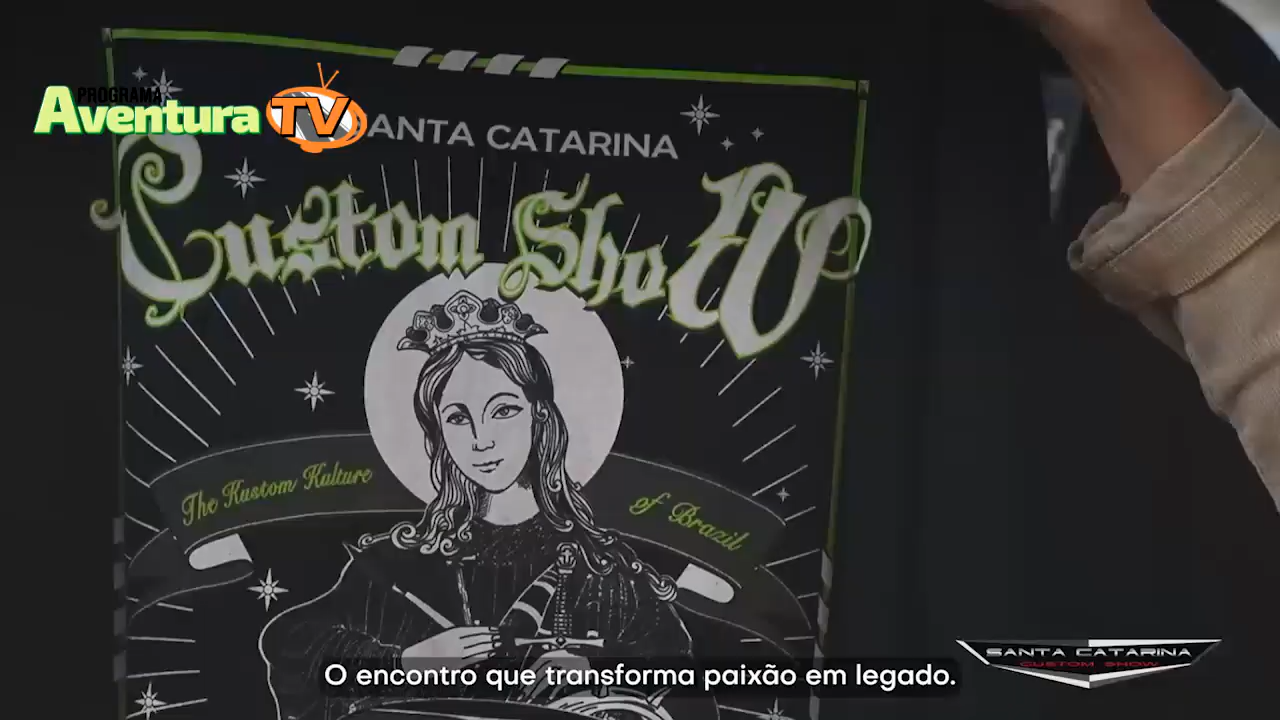 PROGRAMA
Aventura TV
SANTA CATARINA
Custom Show
The Kustom Kulture
of Brazil
O encontro que transforma paixão em legado.
SANTA CATARINA
CUSTOM SHOW